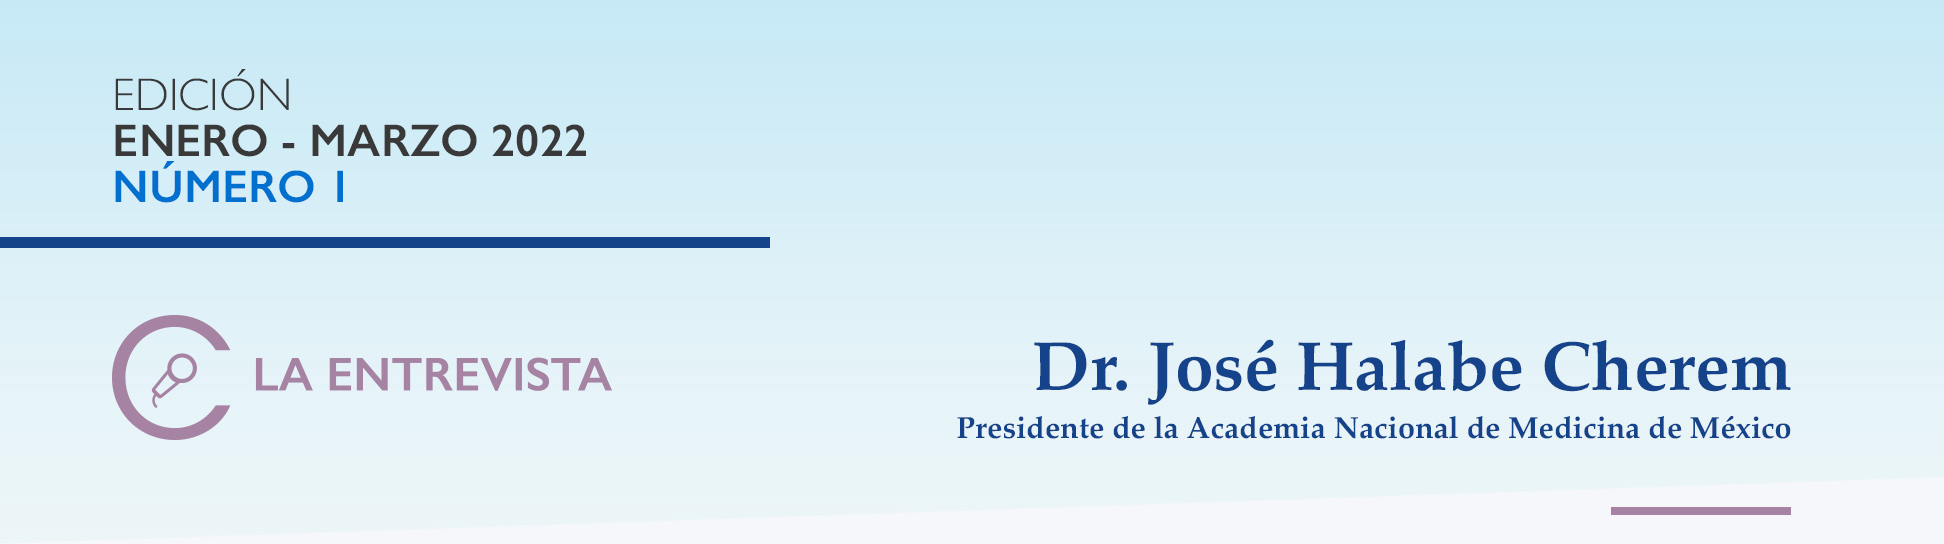 EDICIÓN
ENERO - MARZO 2022
NÚMERO 1
LA ENTREVISTA
Dr. José Halabe Cherem
Presidente de la Academia Nacional de Medicina de México